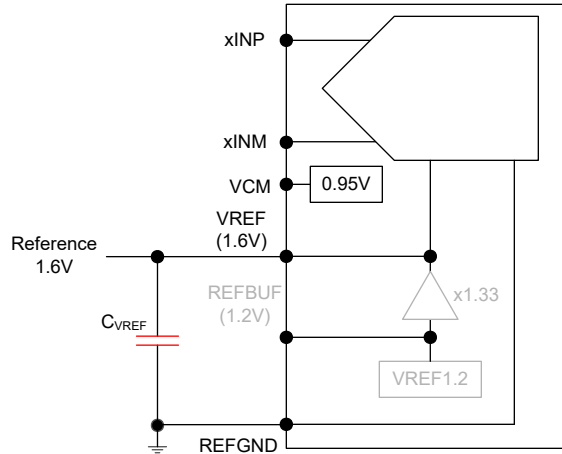 xINP
xINM
VCM
0.95V
VREF
(1.6V)
Reference
1.6V
REFBUF
(1.2V)
x1.33
CVREF
VREF1.2
REFGND